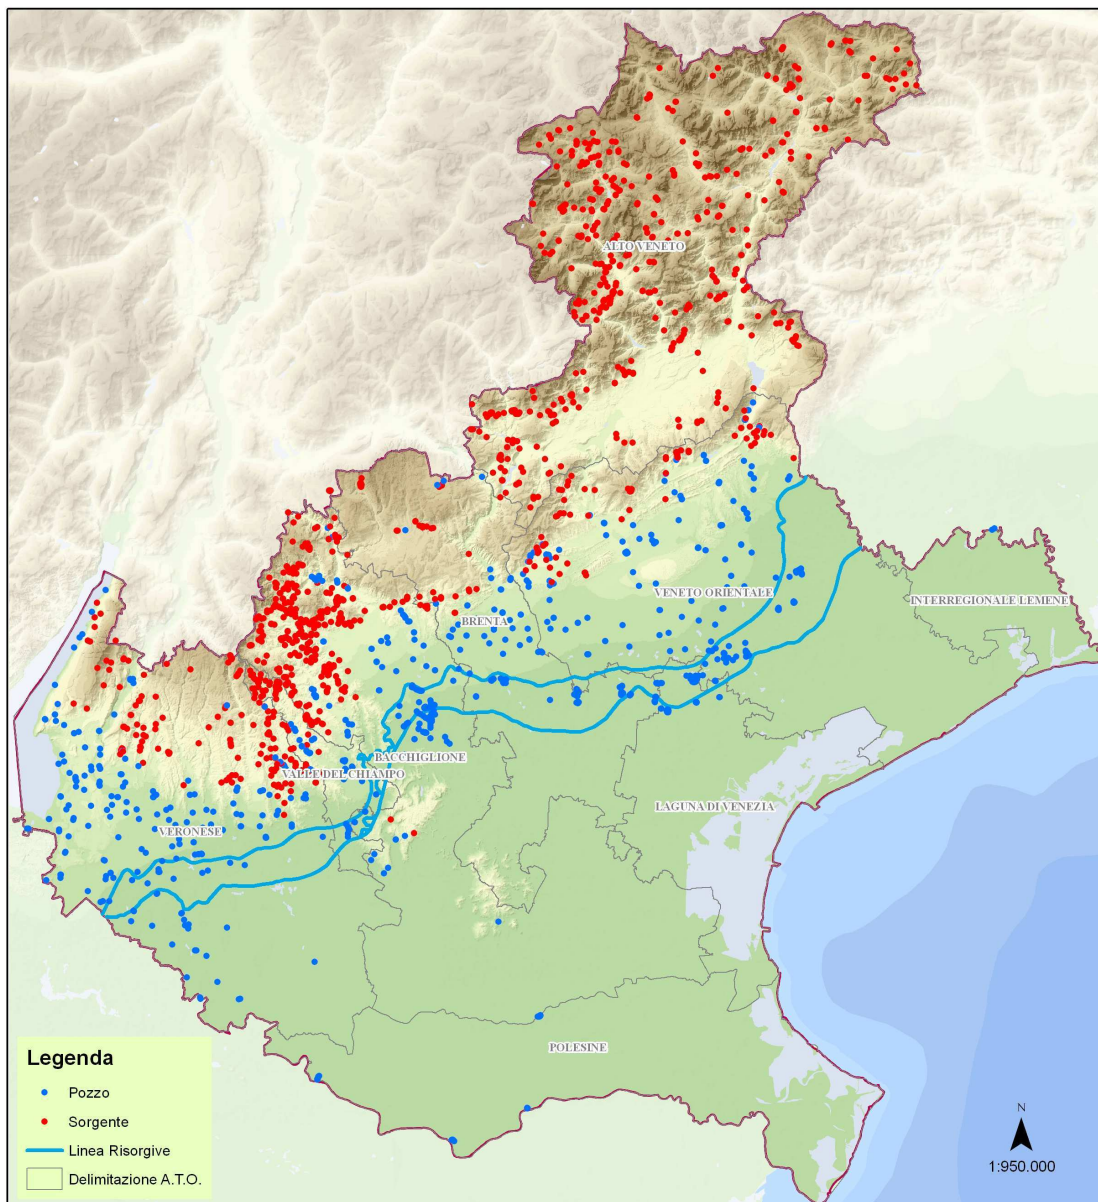 ALTO VENETO
INTERREGIONALE LEMENE
VENETO ORIENTALE
BRENTA
BACCHIGLIONE
VALLE DEL CHIAMPO
LAGUNA DI VENEZIA
VERONESE
POLESINE
Legenda
Pozzo
Sorgente
Linea Risorgive
Delimitazione A.T.O.
N
1:950.000